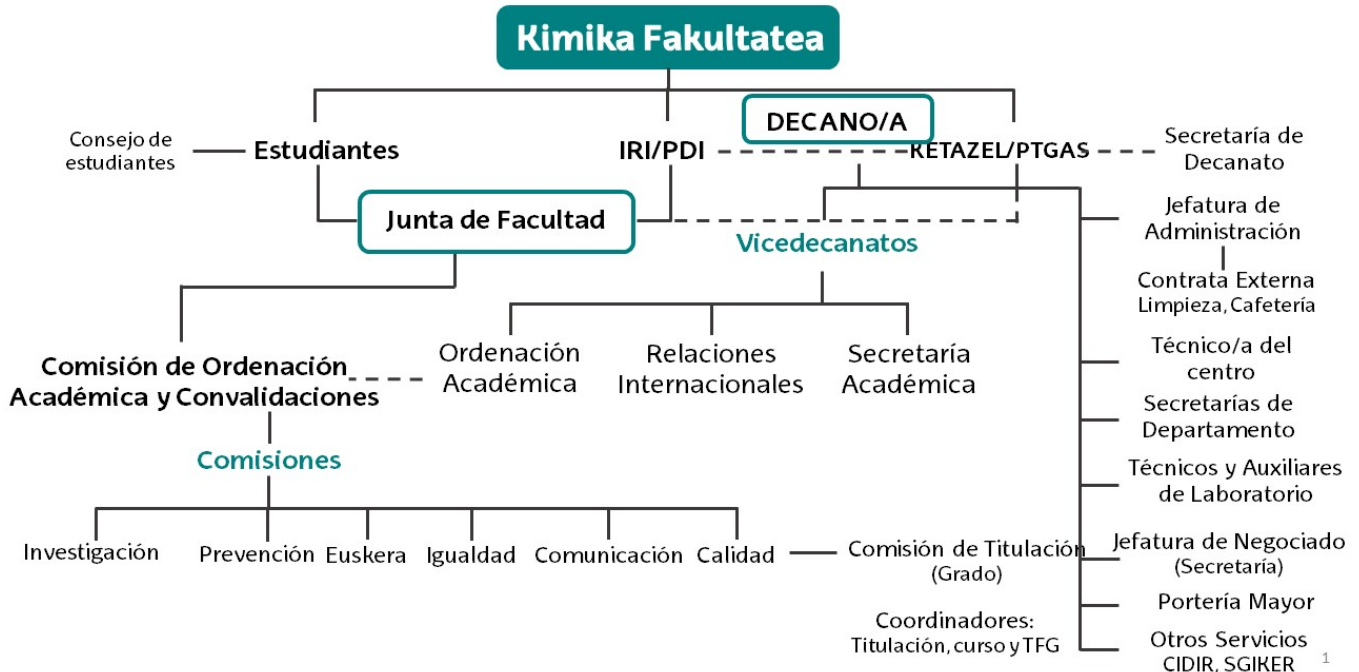 Kimika Fakultatea
DECANO/A
Consejo de
estudiantes
Estudiantes
IRI/PDI
KETAZEL/PTGAS
Secretaría de
Decanato
Junta de Facultad
Vicedecanatos
Jefatura de
Administración
Contrata Externa
Limpieza, Cafetería
Comisión de Ordenación
Académica y Convalidaciones
Ordenación
Académica
Relaciones
Internacionales
Secretaría
Académica
Técnico/a del
centro
Secretarías de
Departamento
Comisiones
Técnicos y Auxiliares
de Laboratorio
Investigación
Prevención
Euskera
Igualdad
Comunicación
Calidad
Comisión de Titulación
(Grado)
Jefatura de Negociado
(Secretaría)
Portería Mayor
Coordinadores:
Titulación, curso y TFG
Otros Servicios
CIDIR, SGIKER
1